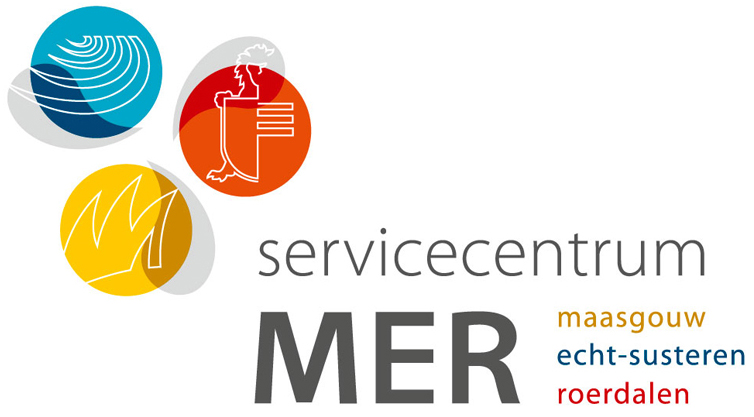 servicecentrum
MER
maasgouw
echt-susteren
roerdalen